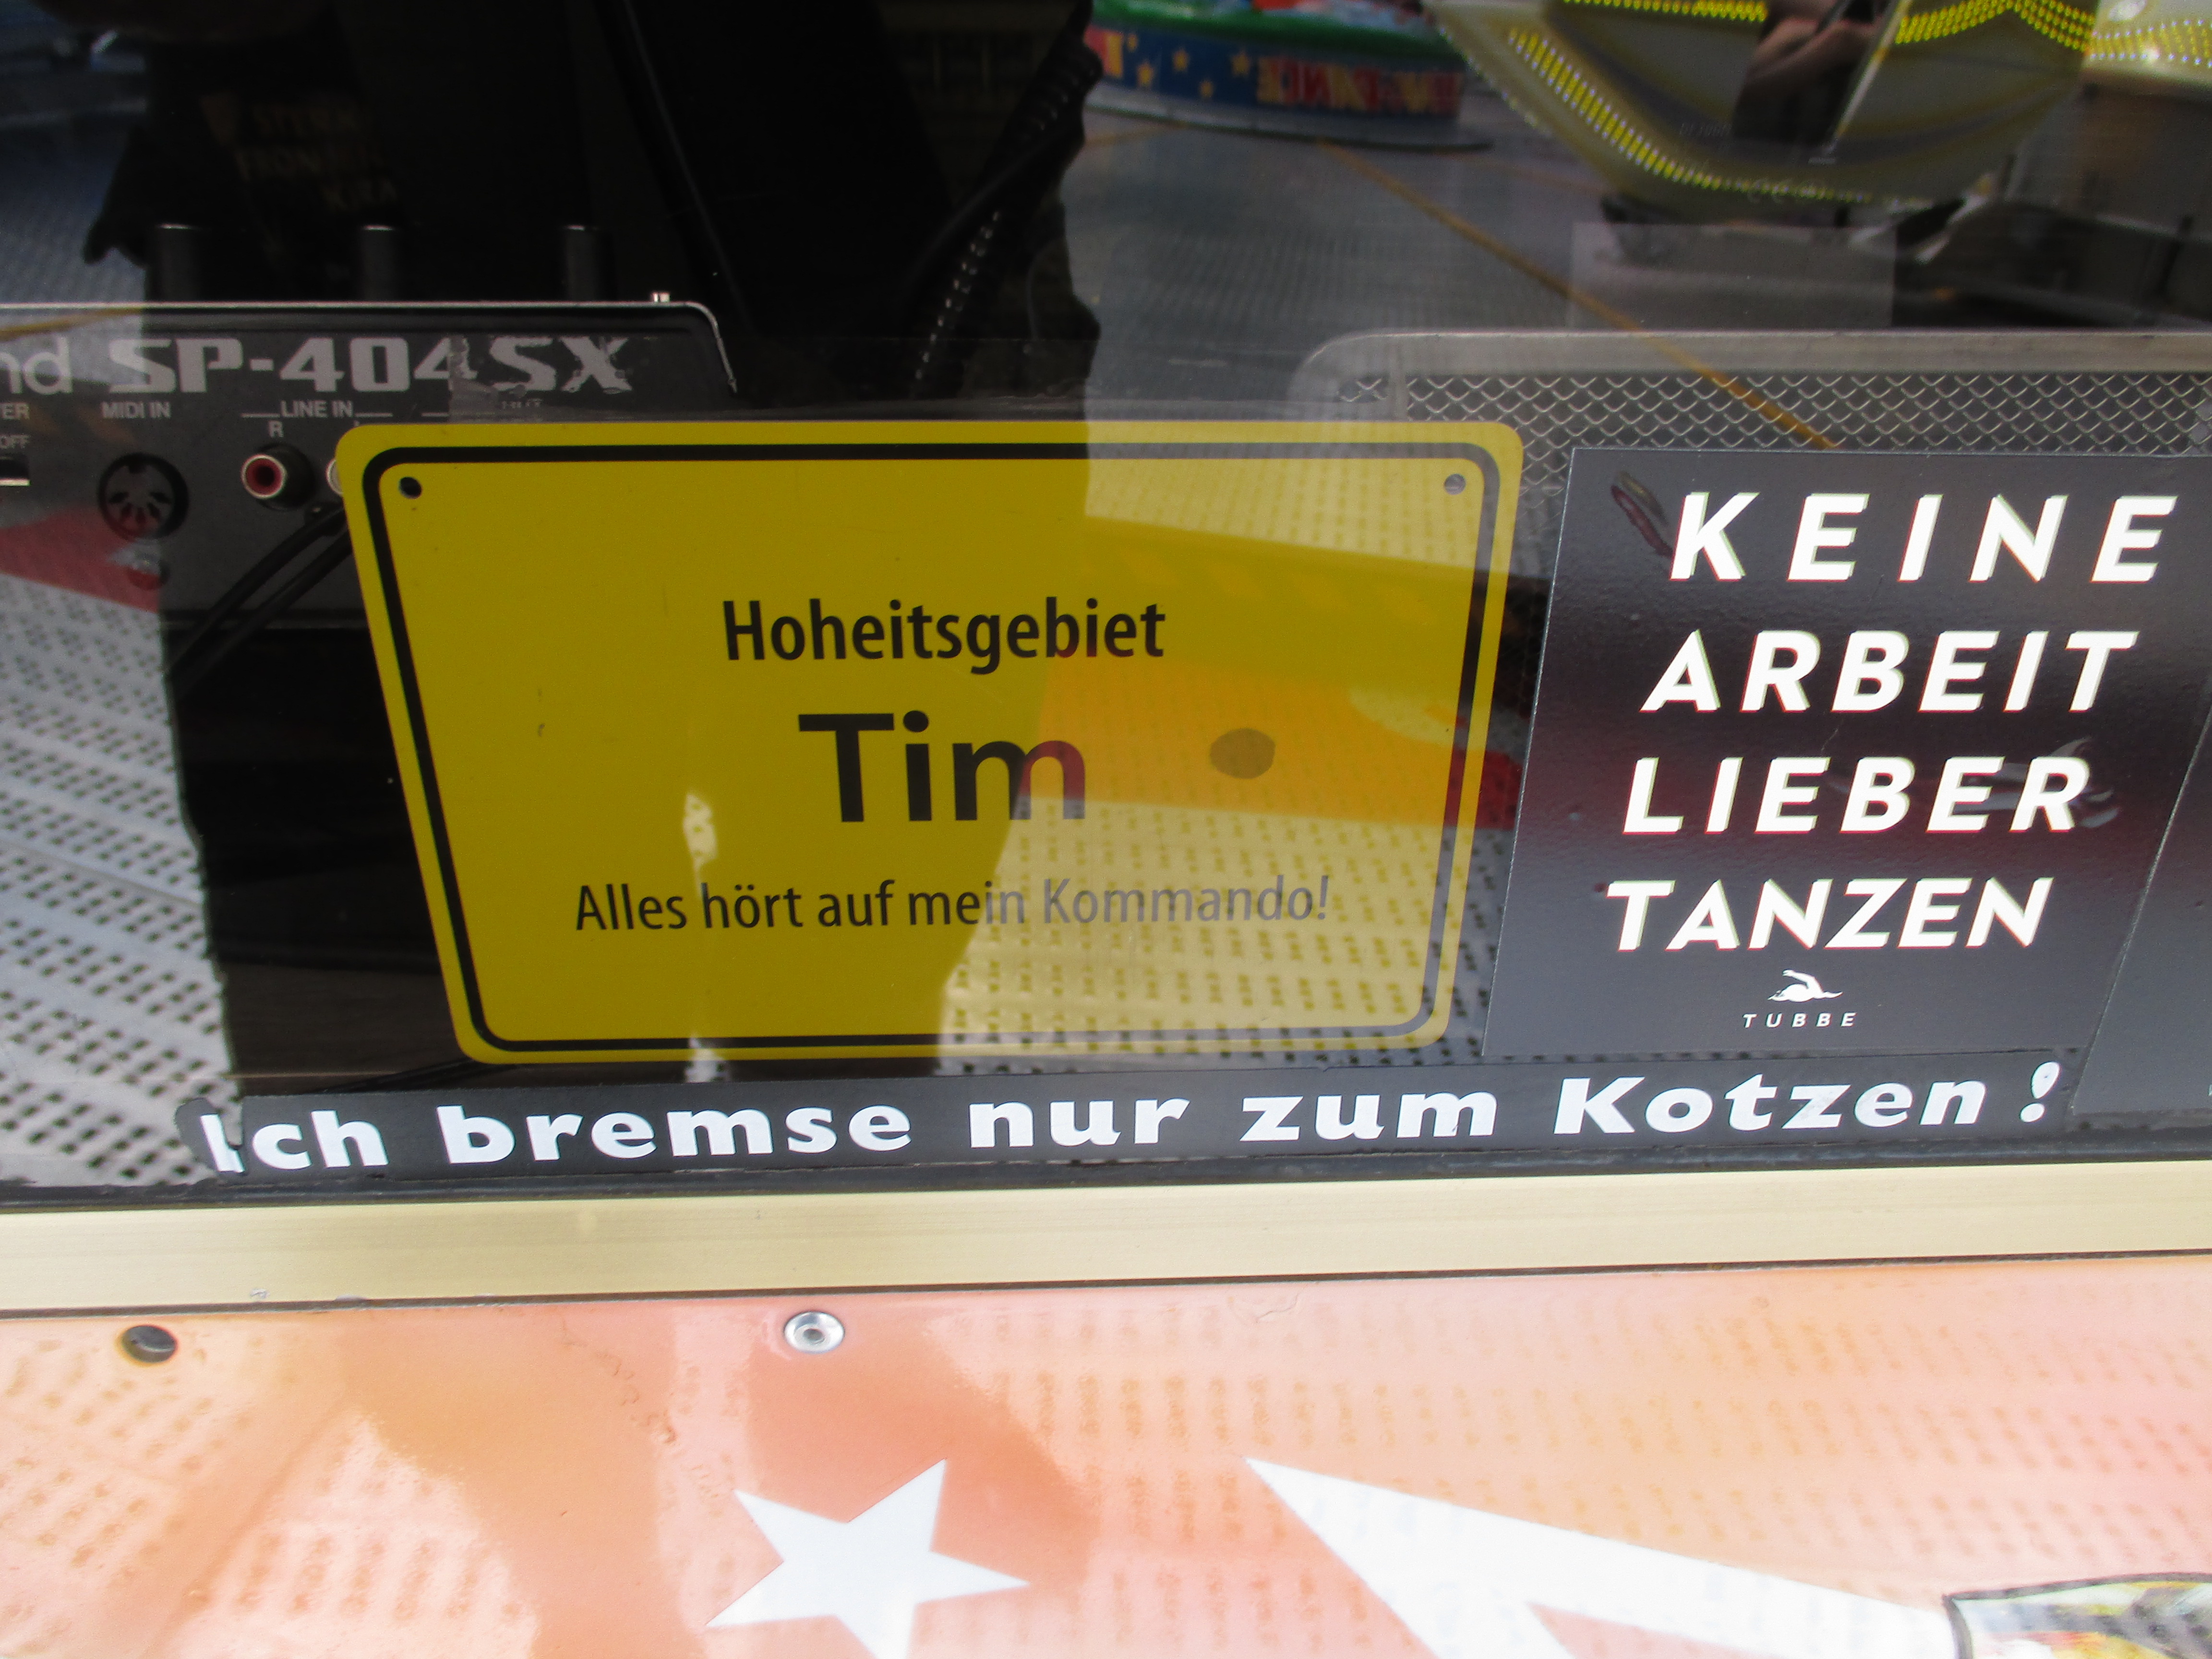 SP-404SX
MIDI IN
LINE IN
R
OFF
Hoheitsgebiet
Tim
Alles hört auf mein Kommando!
KEINE
ARBEIT
LIEBER
TANZEN
TUBBE
Ich bremse nur zum Kotzen!